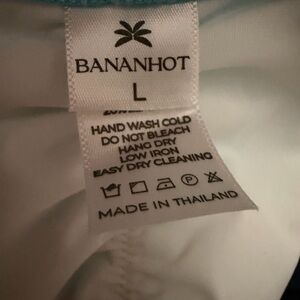 BANANHOT
L
HAND WASH COLD
DO NOT BLEACH
HANG DRY
LOW IRON
EASY DRY CLEANING
P
MADE IN THAILAND